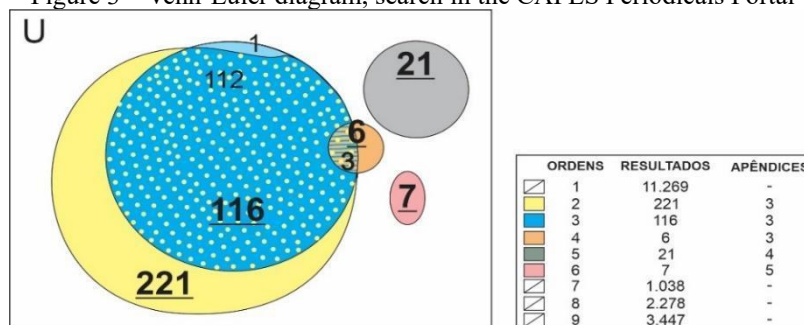 Figure 3 – Venn-Euler diagram, search in the CAPES Periodicals Portal
U
1
112
21
6
3
7
116
221
ORDENS RESULTADOS APÊNDICES
1 11.269 -
2 221 3
3 116 3
4 6 3
5 21 4
6 7 5
7 1.038 -
8 2.278 -
9 3.447 -